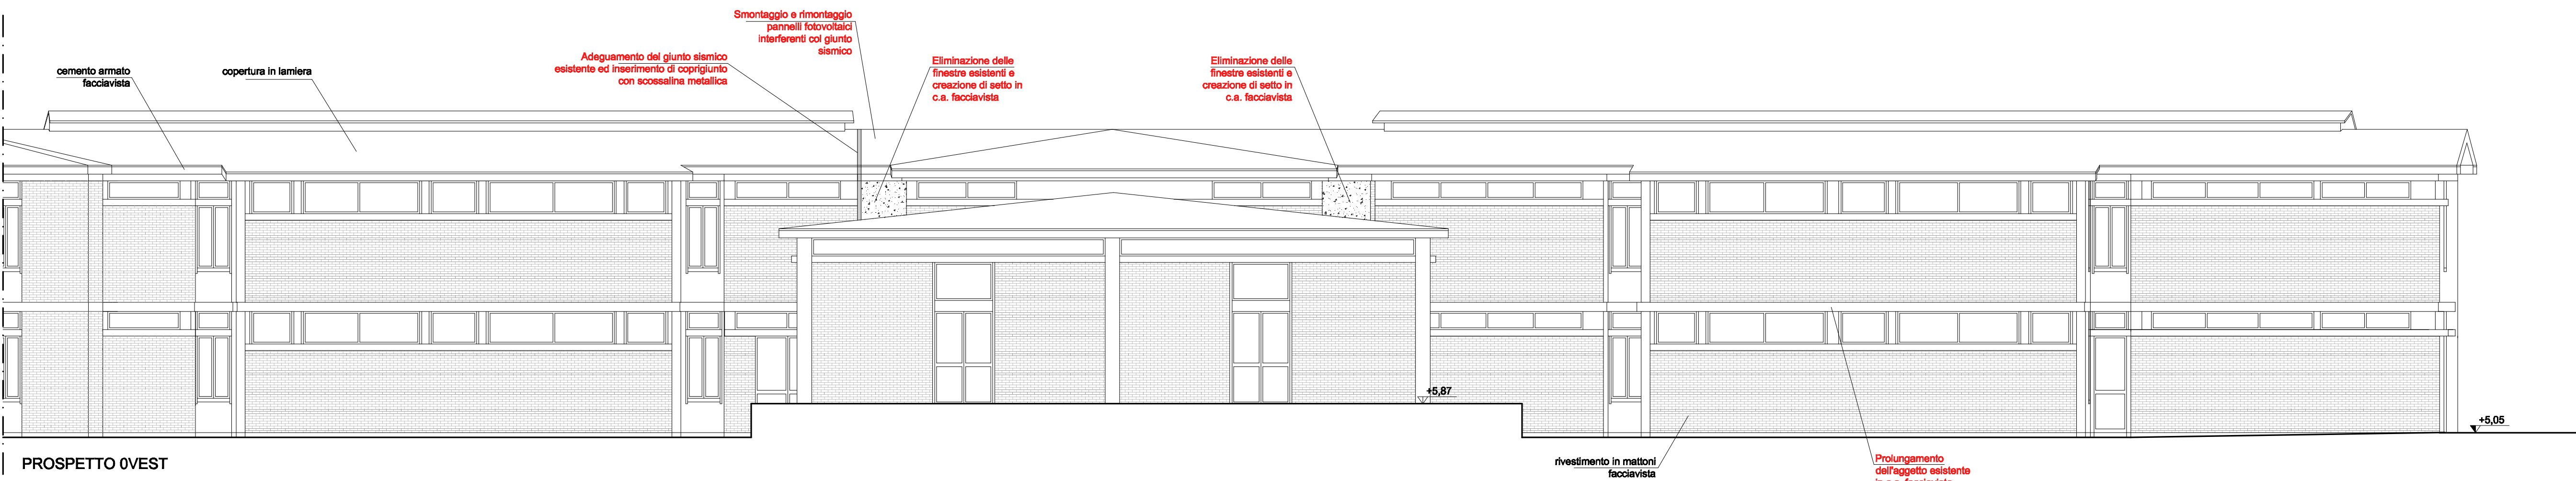 Smontaggio e rimontaggio
pannelli fotovoltaici
interferenti col giunto
sismico
Adeguamento del giunto sismico
esistente ed inserimento di coprigiunto
con scossalina metallica
Eliminazione delle
finestre esistenti e
creazione di setto in
c.a. facciavista
Eliminazione delle
finestre esistenti e
creazione di setto in
c.a. facciavista
cemento armato
facciavista
copertura in lamiera
+5,87
+5,05
PROSPETTO 0VEST
rivestimento in mattoni
facciavista
Prolungamento
dell'aggetto esistente